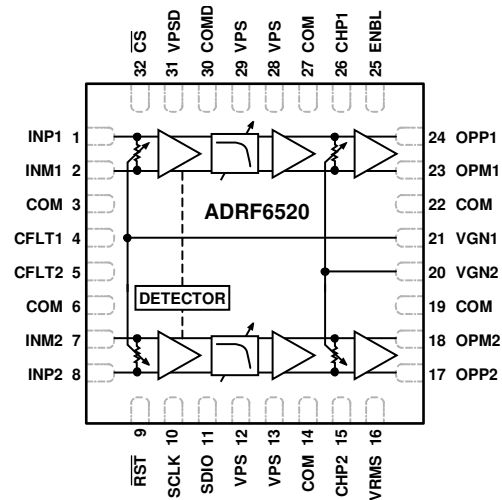 32 CS
31 VPSD
30 COMD
29 VPS
28 VPS
27 COM
26 CHP1
25 ENBL
INP1 1
INM1 2
COM 3
CFLT1 4
CFLT2 5
COM 6
INM2 7
INP2 8
ADRF6520
DETECTOR
24 OPP1
23 OPM1
22 COM
21 VGN1
20 VGN2
19 COM
18 OPM2
17 OPP2
RST 9
SCLK 10
SDIO 11
VPS 12
VPS 13
COM 14
CHP2 15
VRMS 16